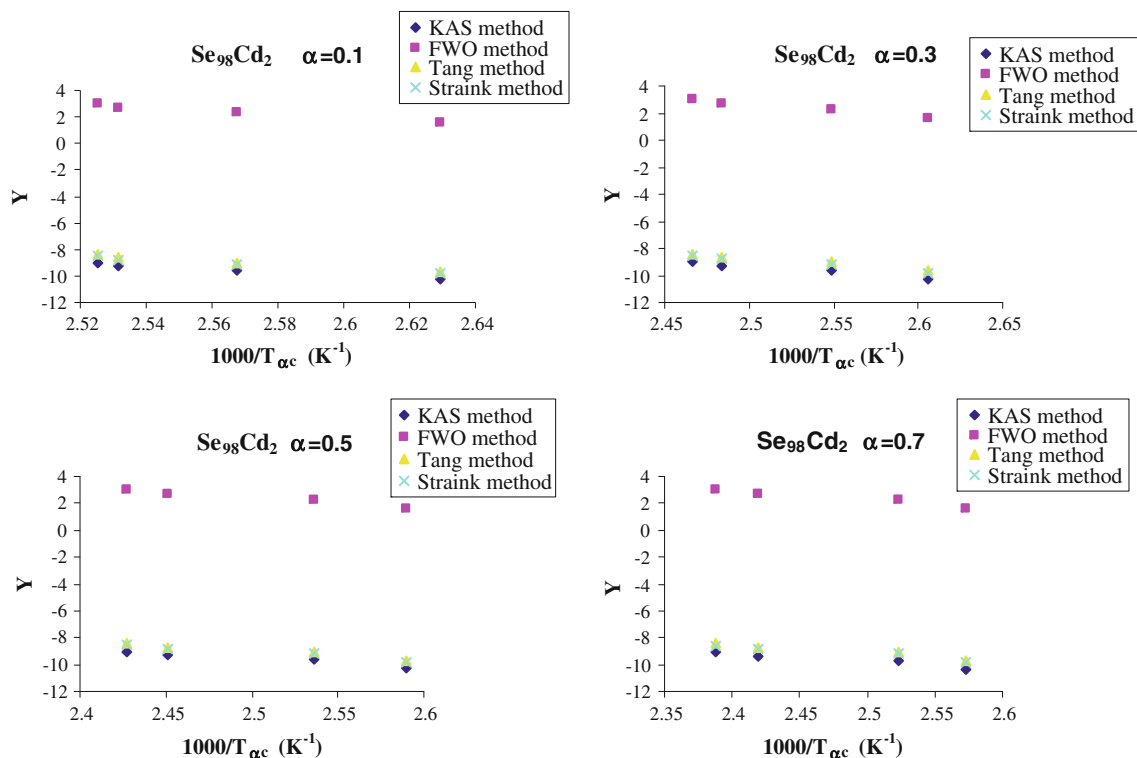 Se₉₈Cd₂ α=0.1
KAS method
FWO method
Tang method
Straink method
4
2
0
-2
-4
-6
-8
-10
-12
Y
2.52 2.54 2.56 2.58 2.6 2.62 2.64
1000/Tαc (K⁻¹)
Se₉₈Cd₂ α=0.3
KAS method
FWO method
Tang method
Straink method
4
2
0
-2
-4
-6
-8
-10
-12
Y
2.45 2.5 2.55 2.6 2.65
1000/Tαc (K⁻¹)
Se₉₈Cd₂ α=0.5
KAS method
FWO method
Tang method
Straink method
4
2
0
-2
-4
-6
-8
-10
-12
Y
2.4 2.45 2.5 2.55 2.6
1000/Tαc (K⁻¹)
Se₉₈Cd₂ α=0.7
KAS method
FWO method
Tang method
Straink method
4
2
0
-2
-4
-6
-8
-10
-12
Y
2.35 2.4 2.45 2.5 2.55 2.6
1000/Tαc (K⁻¹)